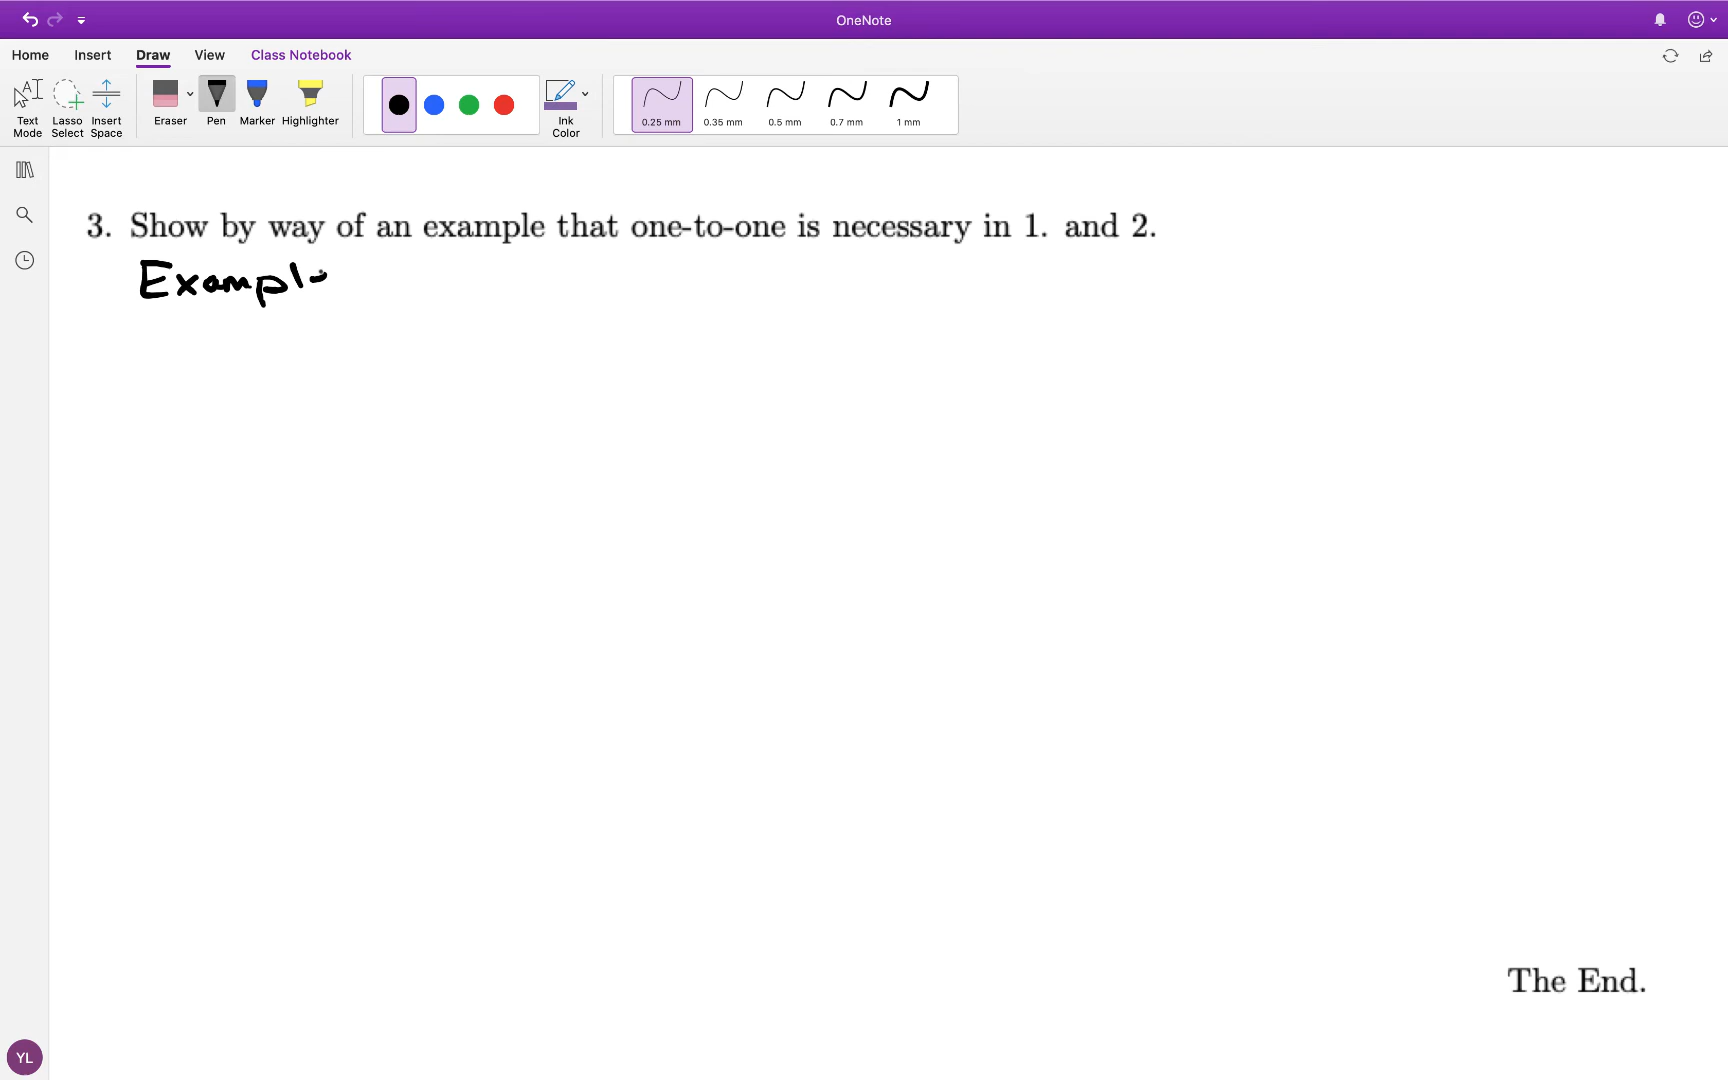 OneNote
Home Insert Draw View Class Notebook
Text Mode Lasso Select Insert Space Eraser Pen Marker Highlighter Ink Color 0.25 mm 0.35 mm 0.5 mm 0.7 mm 1 mm
3. Show by way of an example that one-to-one is necessary in 1. and 2.
Exampl
The End.
YL